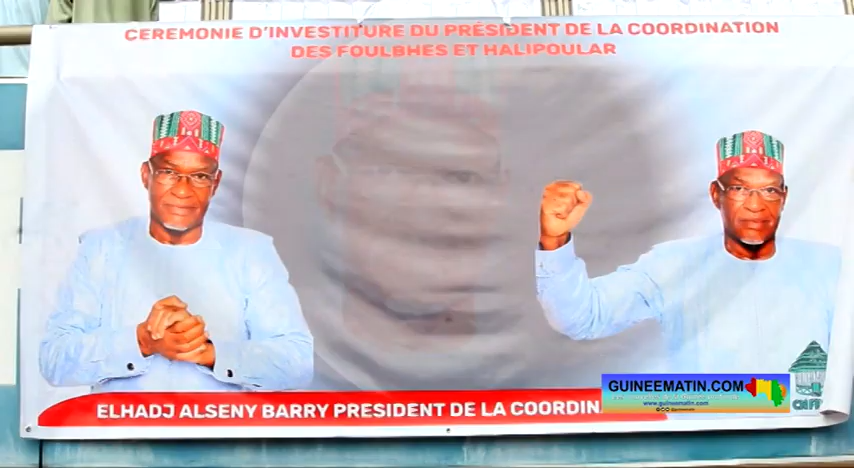 CEREMONIE D'INVESTITURE DU PRÉSIDENT DE LA COORDINATION
DES FOULBHES ET HALIPOULAR
ELHADJ ALSENY BARRY PRESIDENT DE LA COORDIN
GUINEEMATIN.COM
www.guineematin.com